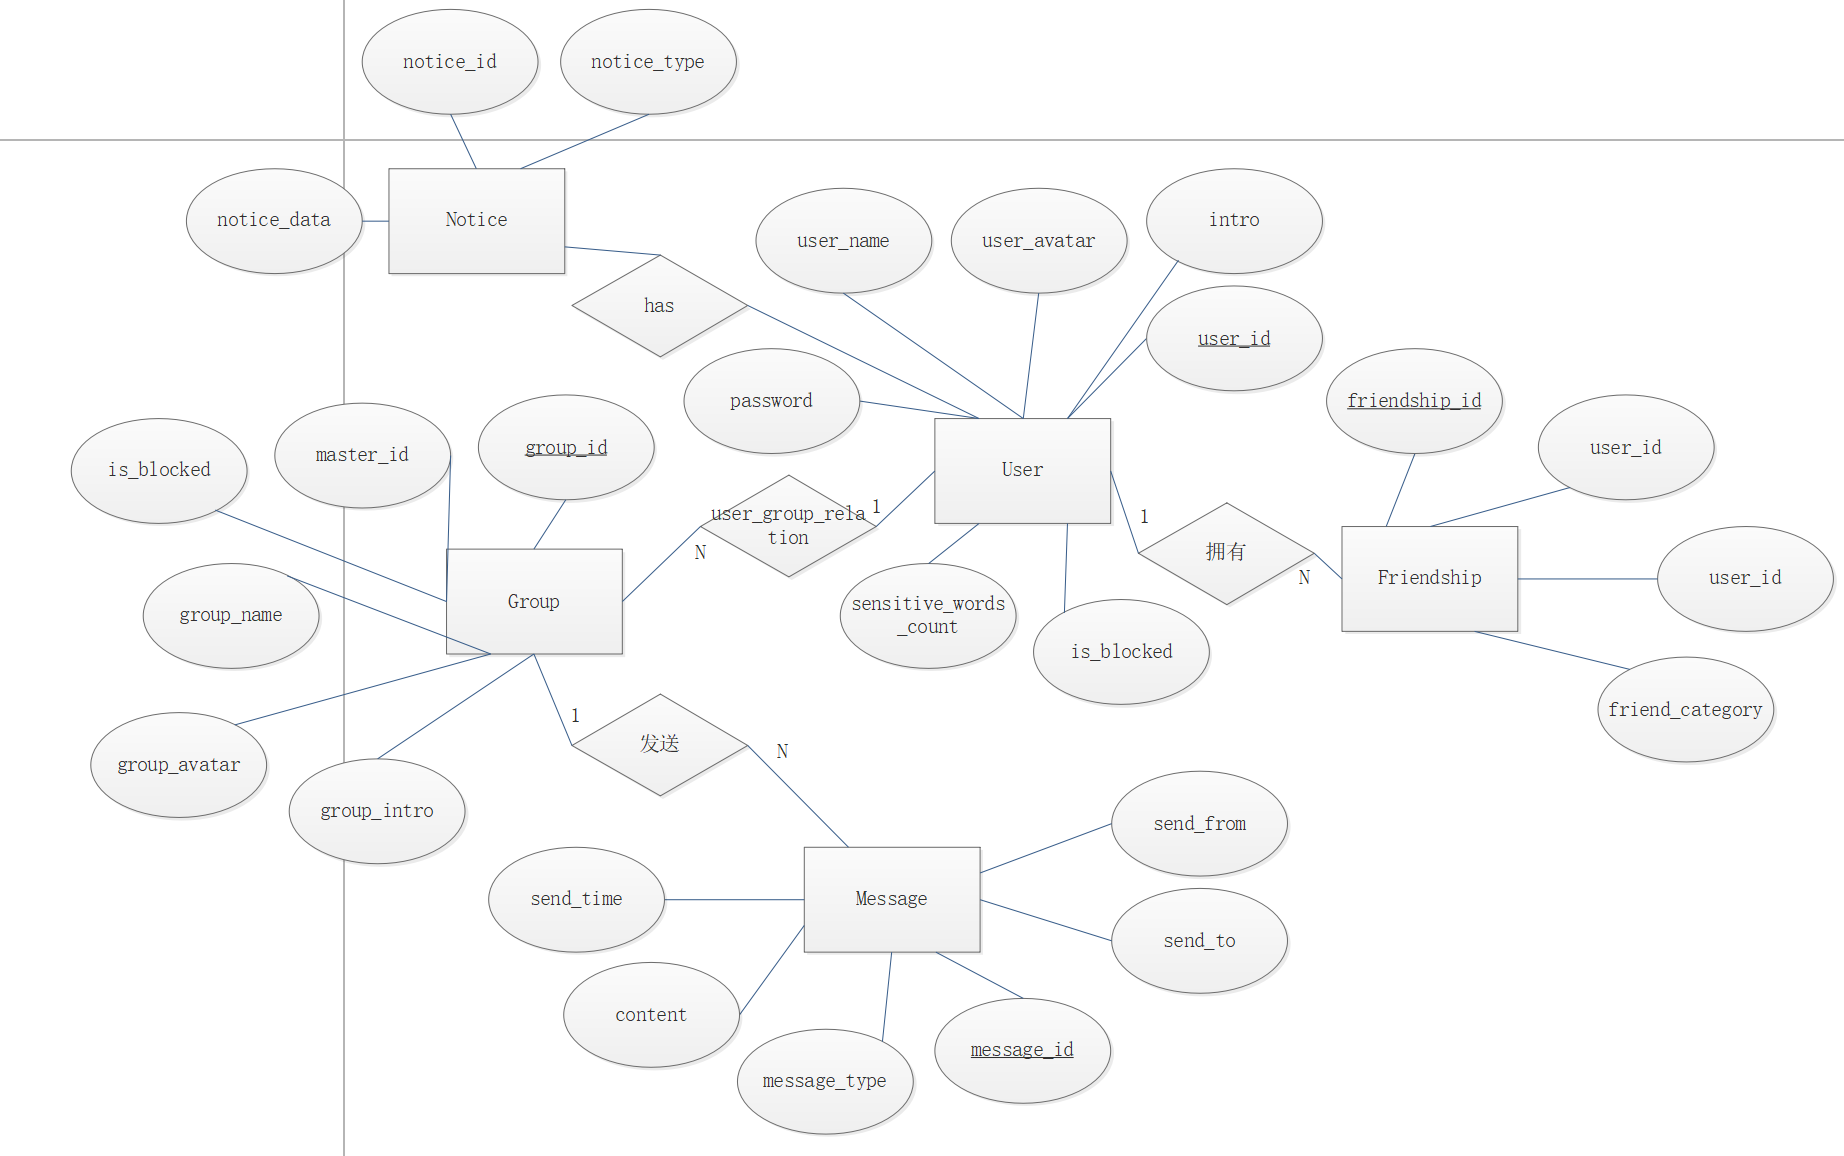 notice_id
notice_type
notice_data
Notice
user_name
user_avatar
intro
has
user_id
password
friendship_id
is_blocked
master_id
group_id
User
user_id
user_group_rela
tion
1
N
1
拥有
N
Friendship
user_id
Group
group_name
sensitive_words
_count
is_blocked
friend_category
1
发送
N
group_avatar
group_intro
send_from
send_time
Message
send_to
content
message_type
message_id